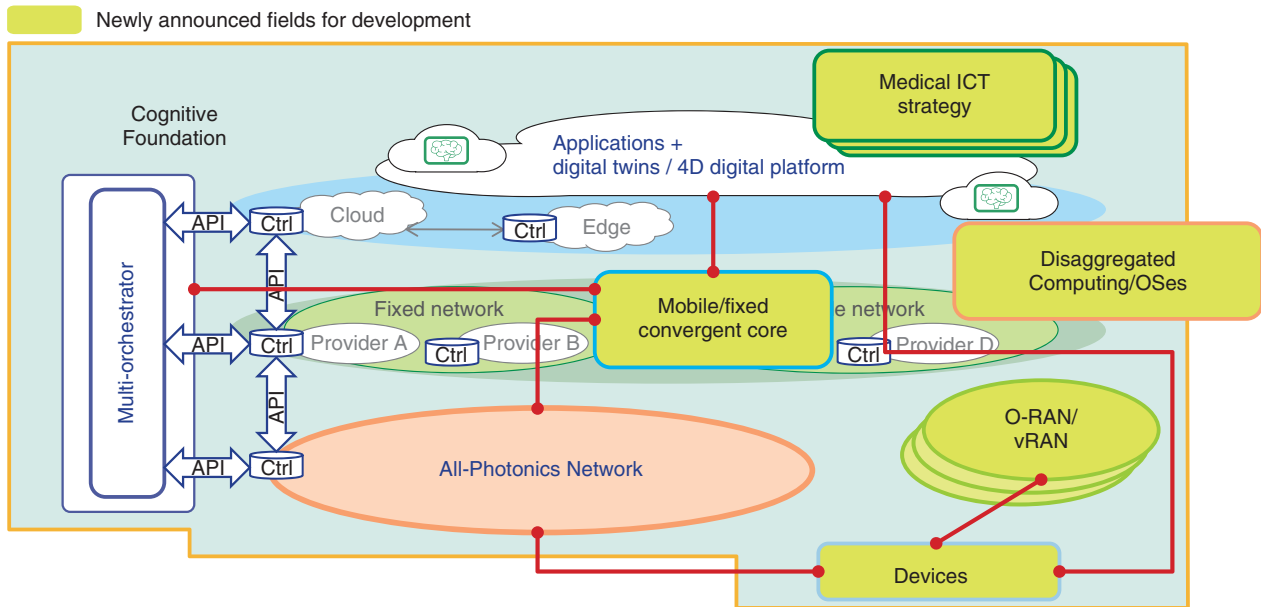 Newly announced fields for development
Cognitive
Foundation
Medical ICT
strategy
Applications +
digital twins / 4D digital platform
Multi-orchestrator
API
Ctrl
Cloud
Ctrl
Edge
API
Disaggregated
Computing/OSes
Fixed network
Mobile/fixed
convergent core
e network
API
Ctrl
Provider A
Ctrl
Provider B
Ctrl
Provider D
API
O-RAN/
vRAN
API
Ctrl
All-Photonics Network
Devices